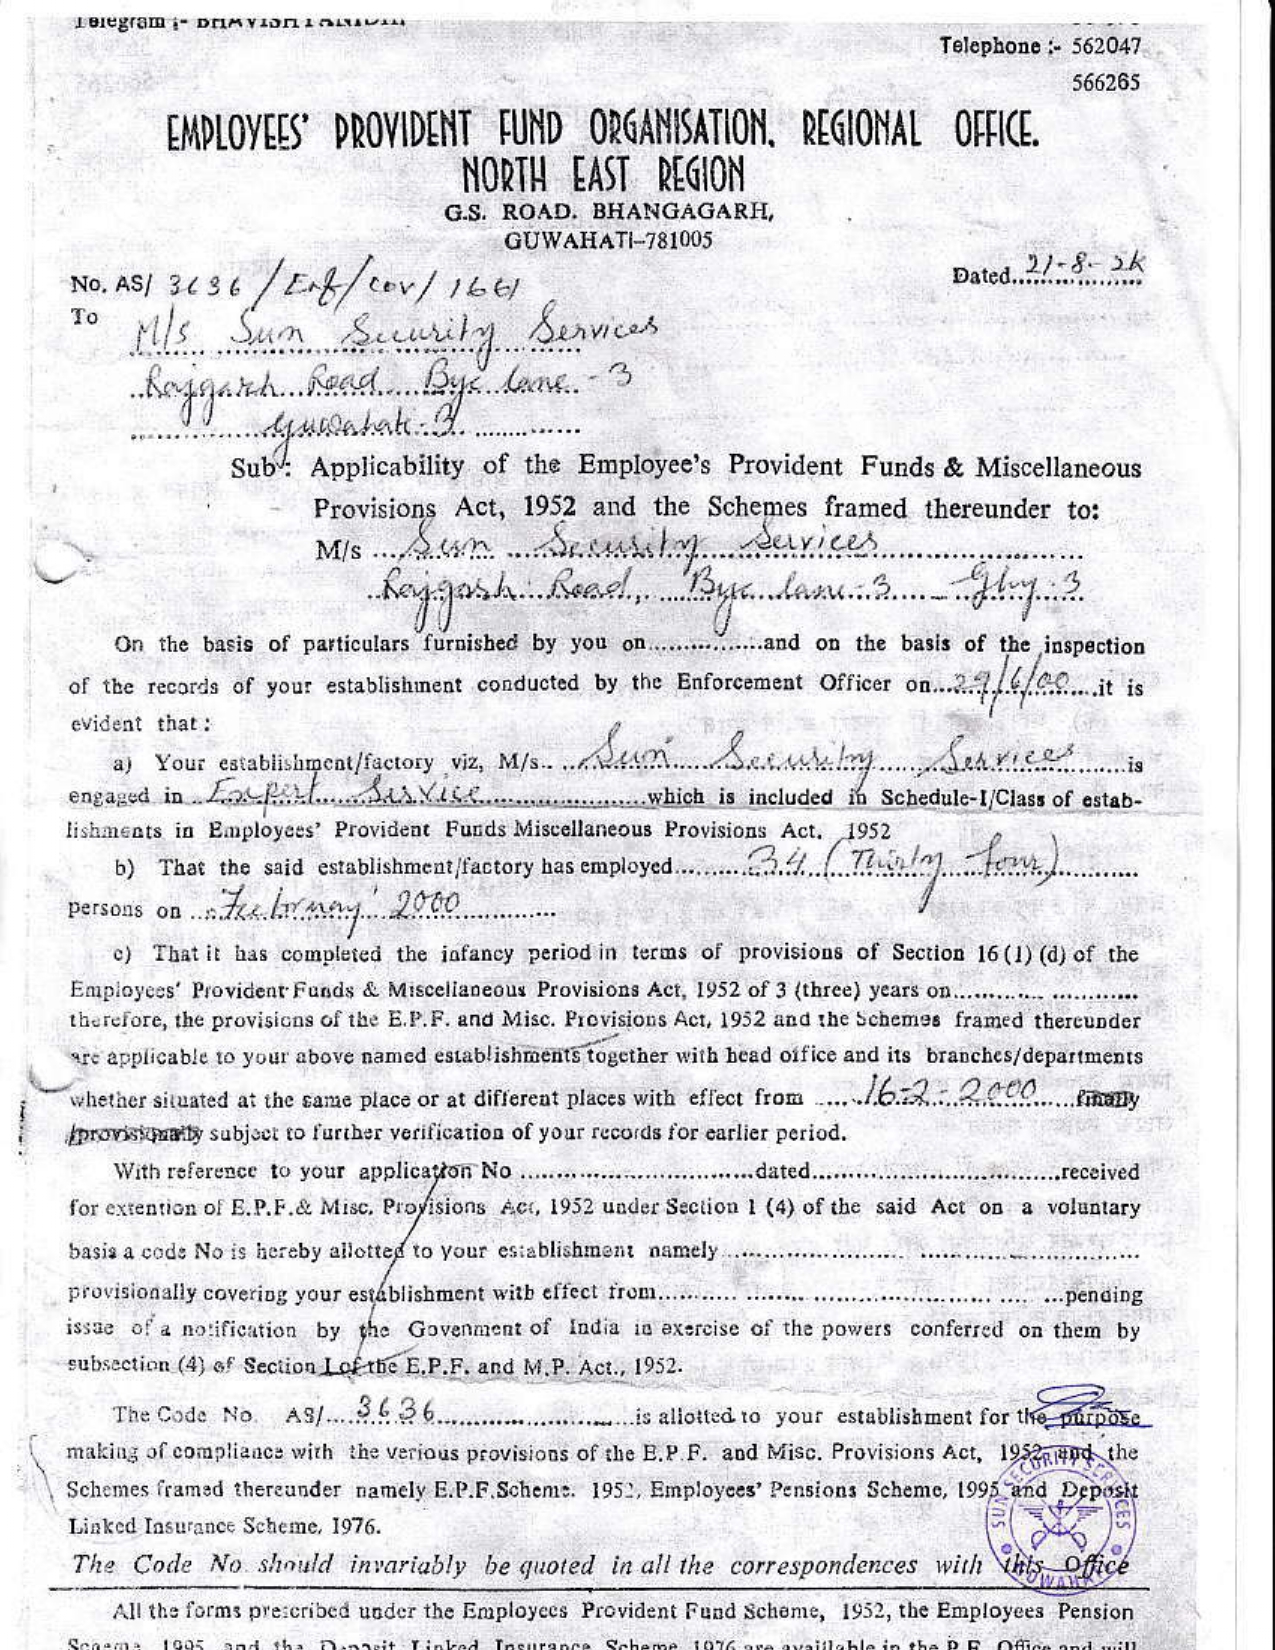 Telegram :- BHAVISHYANIDHI
Telephone :- 562047
566265
EMPLOYEES' PROVIDENT FUND ORGANISATION, REGIONAL OFFICE.
NORTH EAST REGION
G.S. ROAD. BHANGAGARH,
GUWAHATI-781005
No. AS/ 3636 /Enf/Cov/ 1661
Dated..21-8-2K
To
M/s Sun Security Services
Rajgarh Road Bye lane - 3
Guwahati-3
Sub : Applicability of the Employee's Provident Funds & Miscellaneous
Provisions Act, 1952 and the Schemes framed thereunder to:
M/s ... Sun Security Services
Rajgarh Road, Bye lane-3 - Ghy-3
On the basis of particulars furnished by you on...............and on the basis of the inspection
of the records of your establishment conducted by the Enforcement Officer on...29/6/00...it is
evident that :
a) Your establishment/factory viz, M/s.. Sun Security Services ...is
engaged in .. Expert Service ..............which is included in Schedule-I/Class of estab-
lishments in Employees' Provident Funds Miscellaneous Provisions Act. 1952
b) That the said establishment/factory has employed....... 34 (Thirty four)
persons on ... February' 2000
c) That it has completed the infancy period in terms of provisions of Section 16(1) (d) of the
Employees' Provident Funds & Miscellaneous Provisions Act, 1952 of 3 (three) years on............ ............
therefore, the provisions of the E.P.F. and Misc. Provisions Act, 1952 and the Schemes framed thereunder
are applicable to your above named establishments together with head office and its branches/departments
whether situated at the same place or at different places with effect from ..... 16-2-2000 .....finally
/provisionally subject to further verification of your records for earlier period.
With reference to your application No ..............................dated................................received
for extention of E.P.F.& Misc. Provisions Act, 1952 under Section 1 (4) of the said Act on a voluntary
basis a code No is hereby allotted to your establishment namely......................................................
provisionally covering your establishment with effect from.......... ........................ .... ...pending
issue of a notification by the Govenment of India in exercise of the powers conferred on them by
subsection (4) of Section 1 of the E.P.F. and M.P. Act., 1952.
The Code No. AS/....3636........................is allotted to your establishment for the purpose
making of compliance with the verious provisions of the E.P.F. and Misc. Provisions Act, 1952 and the
Schemes framed thereunder namely E.P.F.Scheme. 1952, Employees' Pensions Scheme, 1995 and Deposit
Linked Insurance Scheme, 1976.
SUN SECURITY SERVICES
GUWAHATI
The Code No. should invariably be quoted in all the correspondences with this Office
All the forms prescribed under the Employees Provident Fund Scheme, 1952, the Employees Pension
Scheme, 1995 and the Deposit Linked Insurance Scheme 1976 are availlable in the P.F. Office and will